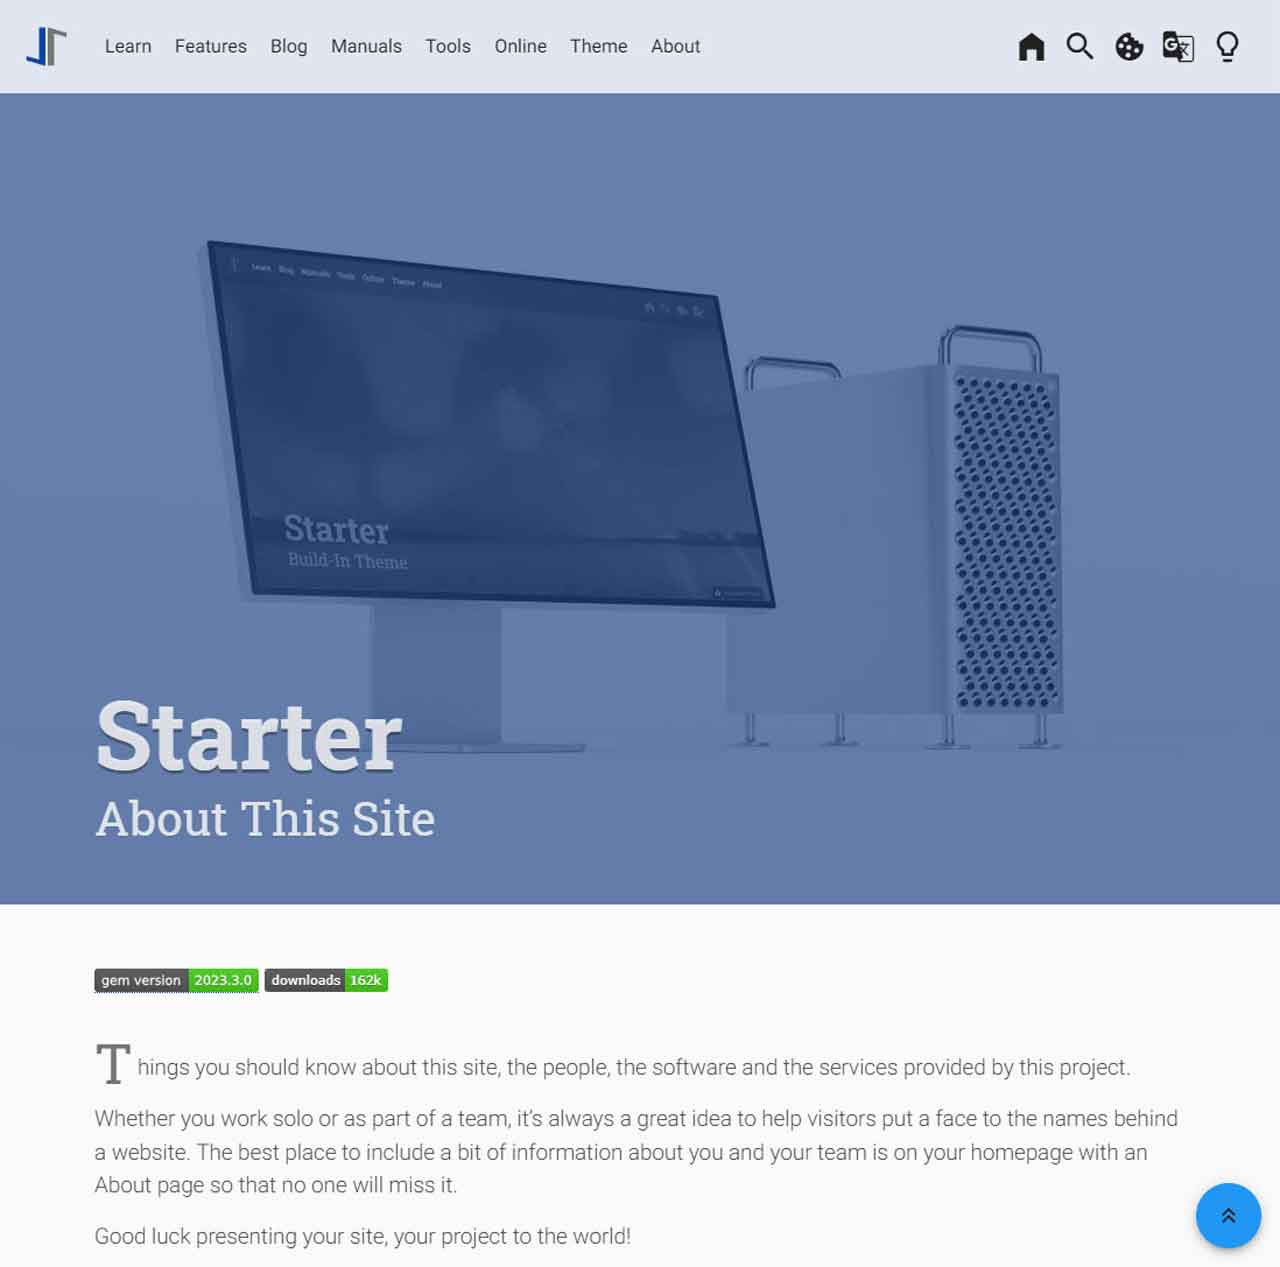 Learn Features Blog Manuals Tools Online Theme About
Learn Blog Manuals Tools Online Theme About
Starter
Build-In Theme
Starter
About This Site
gem version 2023.3.0 downloads 162k
Things you should know about this site, the people, the software and the services provided by this project.
Whether you work solo or as part of a team, it’s always a great idea to help visitors put a face to the names behind
a website. The best place to include a bit of information about you and your team is on your homepage with an
About page so that no one will miss it.
Good luck presenting your site, your project to the world!